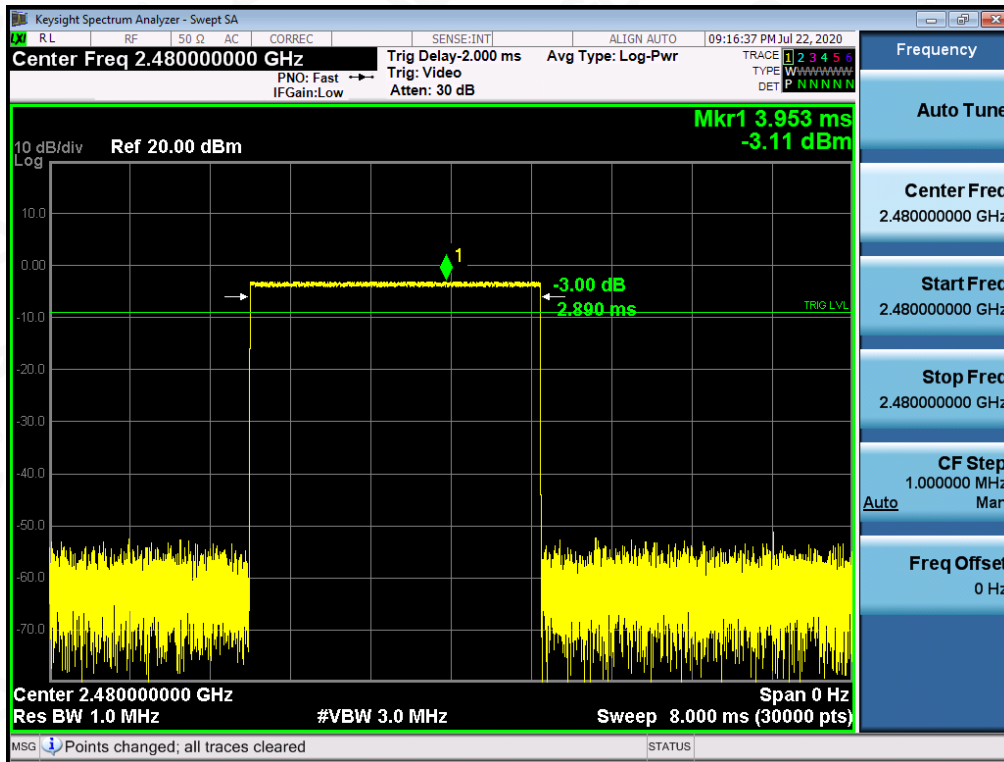 Keysight Spectrum Analyzer - Swept SA
LXI RL RF 50 Ω AC CORREC SENSE:INT ALIGN AUTO 09:16:37 PM Jul 22, 2020
Center Freq 2.480000000 GHz
PNO: Fast
IFGain:Low
Trig Delay-2.000 ms
Trig: Video
Atten: 30 dB
Avg Type: Log-Pwr
TRACE 1 2 3 4 5 6
TYPE WWWWWW
DET P N N N N N
Mkr1 3.953 ms
-3.11 dBm
10 dB/div
Log
Ref 20.00 dBm
10.0
0.00
-10.0
-20.0
-30.0
-40.0
-50.0
-60.0
-70.0
1
-3.00 dB
2.890 ms
TRIG LVL
Center 2.480000000 GHz
Span 0 Hz
Res BW 1.0 MHz
#VBW 3.0 MHz
Sweep 8.000 ms (30000 pts)
MSG Points changed; all traces cleared
STATUS
Frequency
Auto Tune
Center Freq
2.480000000 GHz
Start Freq
2.480000000 GHz
Stop Freq
2.480000000 GHz
CF Step
1.000000 MHz
Auto Man
Freq Offset
0 Hz